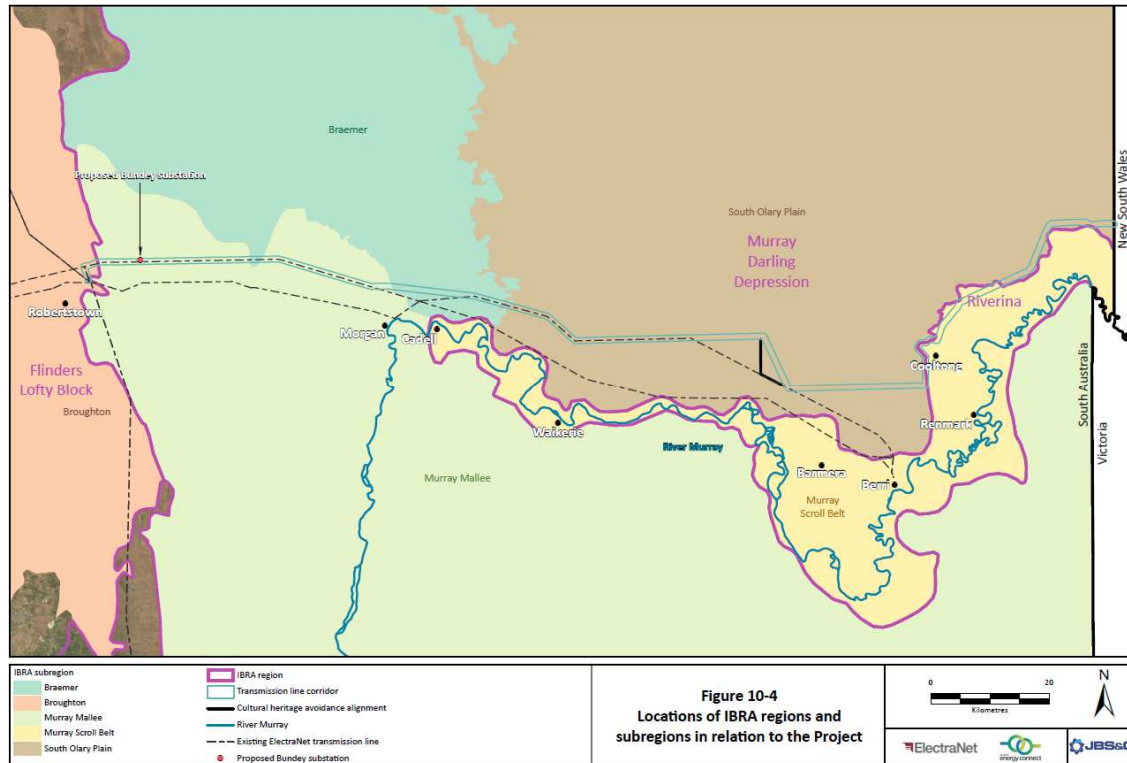 Braemer
Proposed Bundey substation
South Olary Plain
Murray
Darling
Depression
New South Wales
Riverina
Robertstown
Morgan
Cadell
Cooltong
Flinders
Lofty Block
Broughton
Renmark
South Australia
Victoria
Waikerie
River Murray
Barmera
Murray Mallee
Berri
Murray
Scroll Belt
IBRA subregion
Braemer
Broughton
Murray Mallee
Murray Scroll Belt
South Olary Plain
IBRA region
Transmission line corridor
Cultural heritage avoidance alignment
River Murray
Existing ElectraNet transmission line
Proposed Bundey substation
Figure 10-4
Locations of IBRA regions and
subregions in relation to the Project
0 20
Kilometres
N
ElectraNet
energy connect
JBS&G